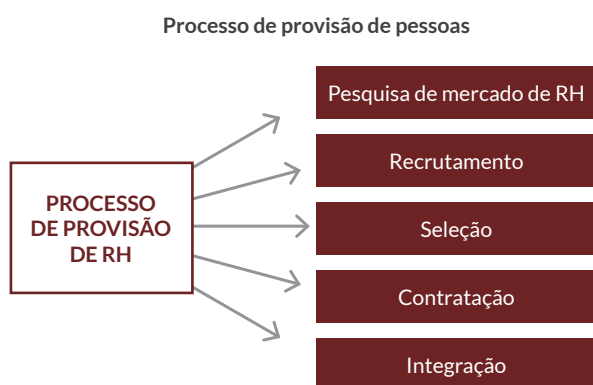 Processo de provisão de pessoas
PROCESSO
DE PROVISÃO
DE RH
Pesquisa de mercado de RH
Recrutamento
Seleção
Contratação
Integração